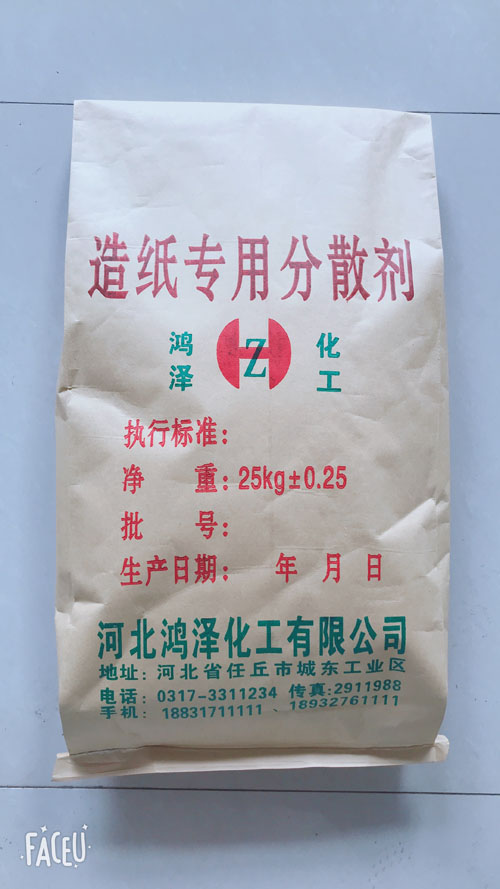 造纸专用分散剂
鸿泽 HZ 化工
执行标准：
净 重：25kg±0.25
批 号：
生产日期： 年 月 日
河北鸿泽化工有限公司
地址：河北省任丘市城东工业区
电话：0317-3311234 传真：2911988
手机：18831711111、18932761111
FACEU